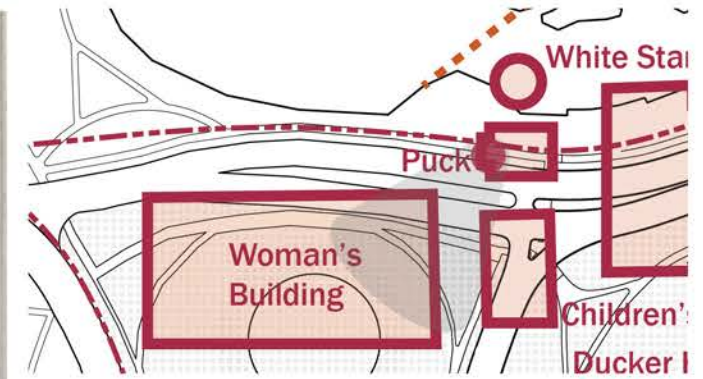 White Star
Puck
Woman's
Building
Children's
Ducker H